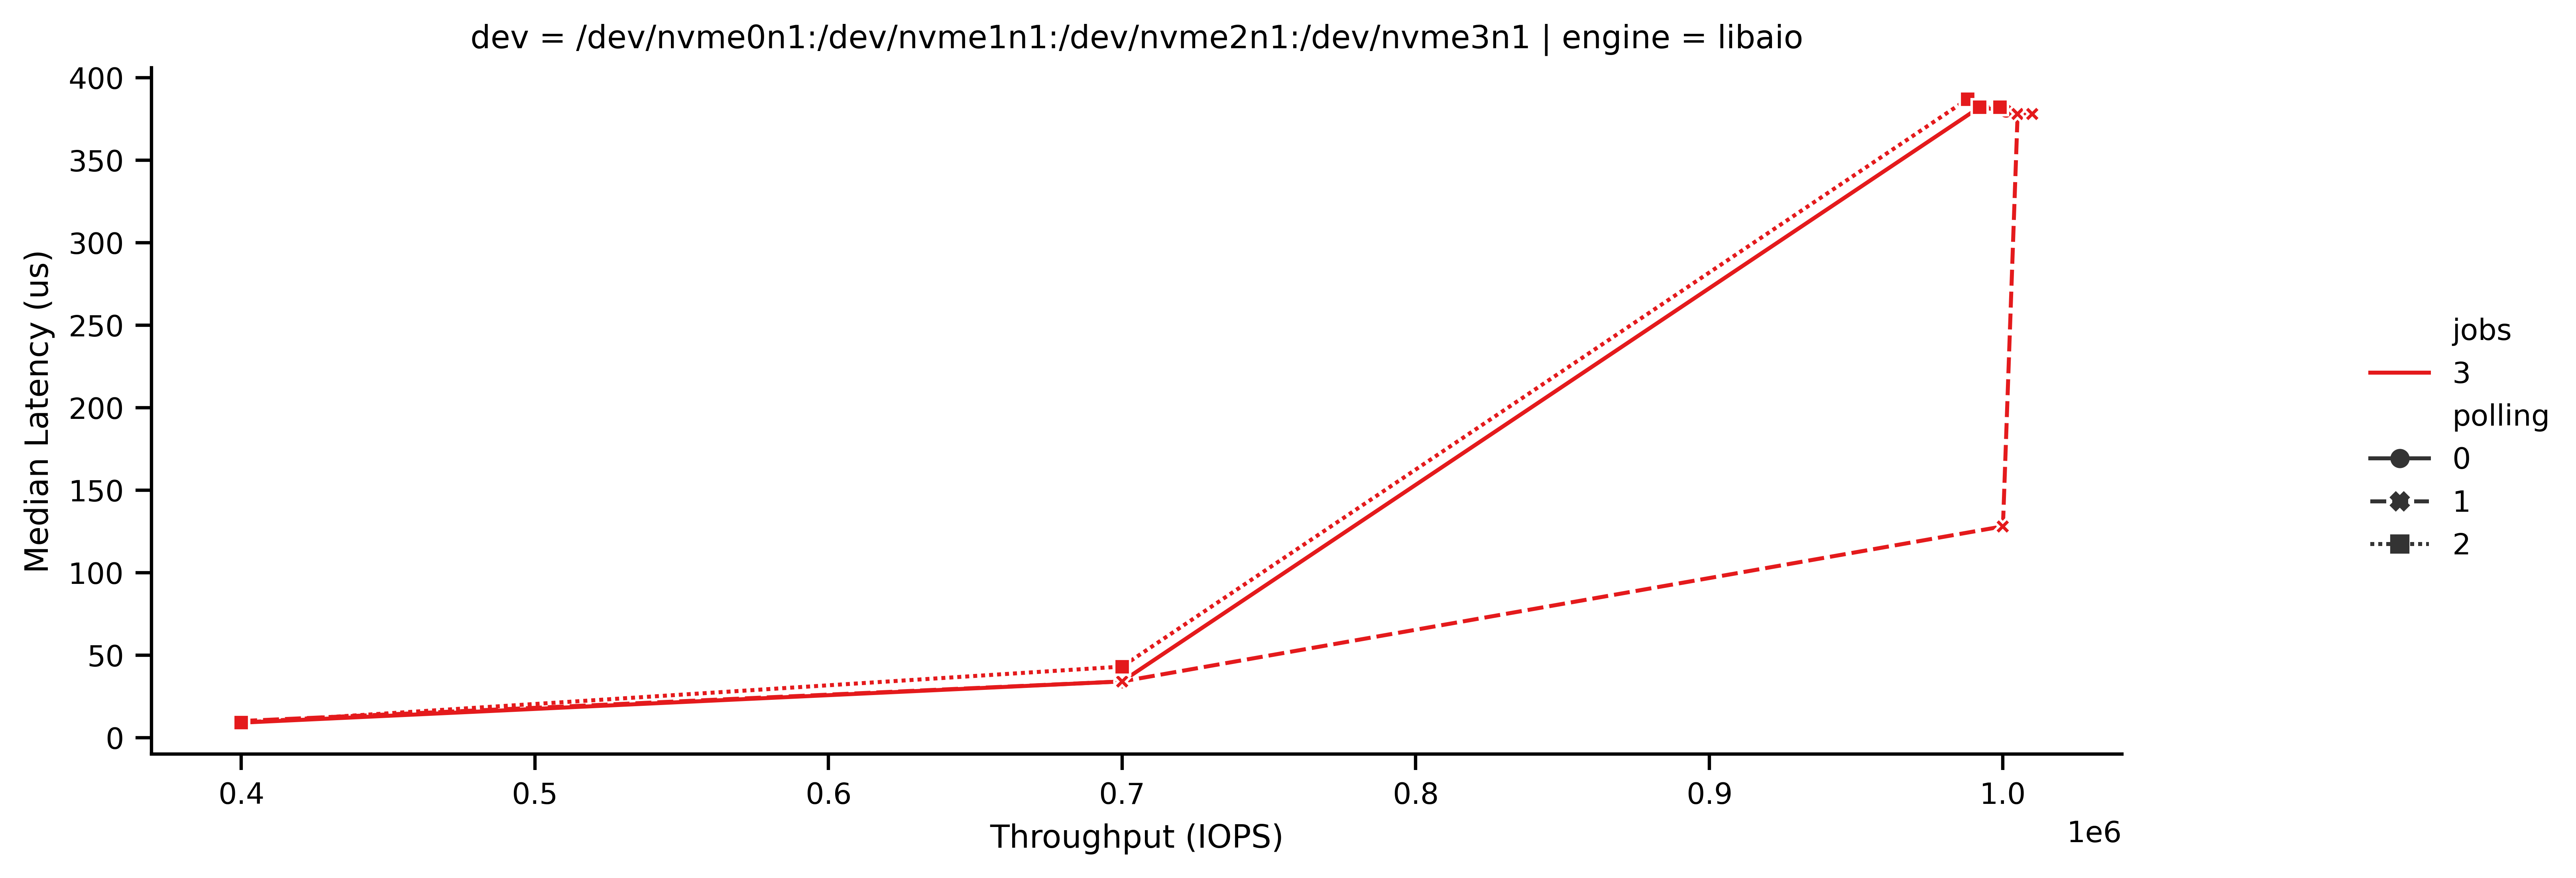 dev = /dev/nvme0n1:/dev/nvme1n1:/dev/nvme2n1:/dev/nvme3n1 | engine = libaio
400
350
300
250
200
150
100
50
0
Median Latency (us)
0.4 0.5 0.6 0.7 0.8 0.9 1.0
1e6
Throughput (IOPS)
jobs
3
polling
0
1
2